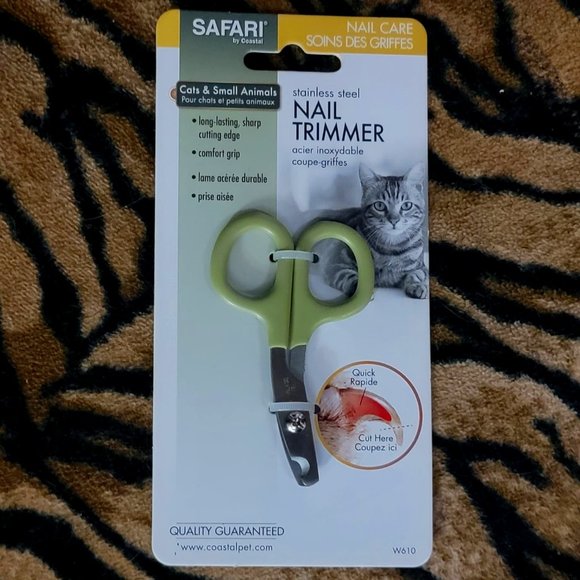 SAFARI®
by Coastal
NAIL CARE
SOINS DES GRIFFES
Cats & Small Animals
Pour chats et petits animaux
• long-lasting, sharp
cutting edge
• comfort grip
• lame acérée durable
• prise aisée
stainless steel
NAIL
TRIMMER
acier inoxydable
coupe-griffes
Quick
Rapide
Cut Here
Coupez ici
QUALITY GUARANTEED
www.coastalpet.com
W610